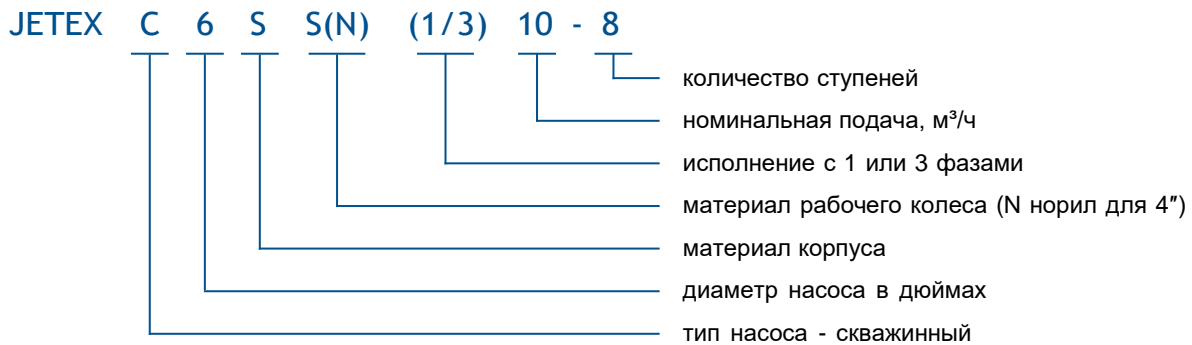 JETEX C 6 S S(N) (1/3) 10 - 8
количество ступеней
номинальная подача, м³/ч
исполнение с 1 или 3 фазами
материал рабочего колеса (N норил для 4″)
материал корпуса
диаметр насоса в дюймах
тип насоса - скважинный